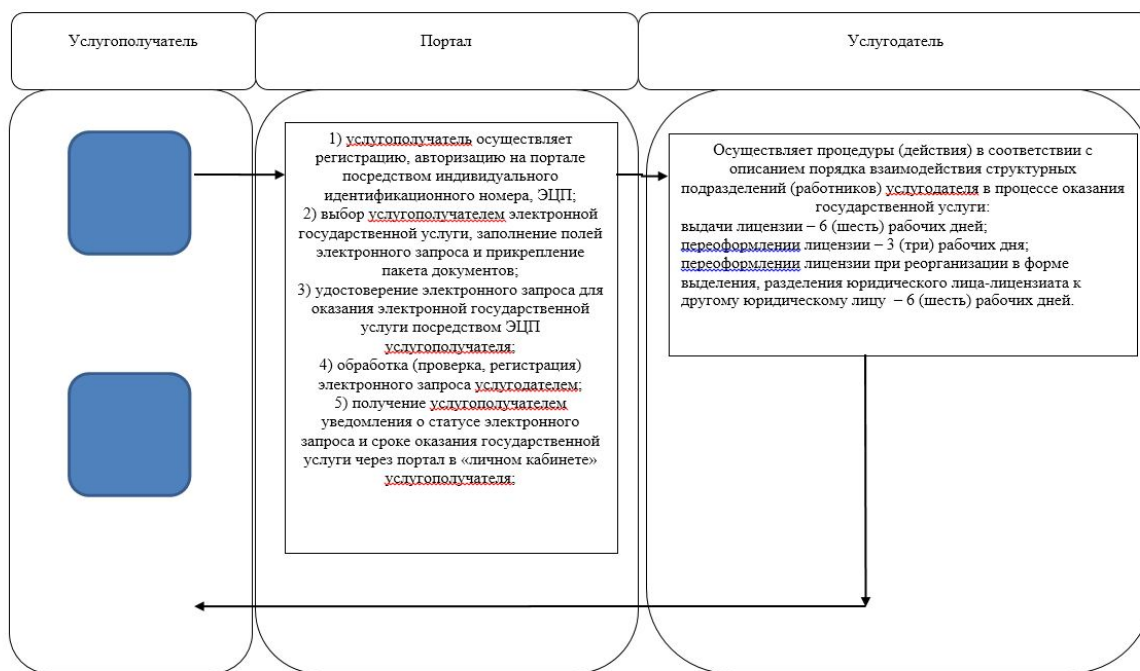 Услугополучатель
Портал
Услугодатель
1) услугополучатель осуществляет
регистрацию, авторизацию на портале
посредством индивидуального
идентификационного номера, ЭЦП;
2) выбор услугополучателем электронной
государственной услуги, заполнение полей
электронного запроса и прикрепление
пакета документов;
3) удостоверение электронного запроса для
оказания электронной государственной
услуги посредством ЭЦП
услугополучателя;
4) обработка (проверка, регистрация)
электронного запроса услугодателем;
5) получение услугополучателем
уведомления о статусе электронного
запроса и сроке оказания государственной
услуги через портал в «личном кабинете»
услугополучателя;
Осуществляет процедуры (действия) в соответствии с
описанием порядка взаимодействия структурных
подразделений (работников) услугодателя в процессе оказания
государственной услуги:
выдачи лицензии – 6 (шесть) рабочих дней;
переоформлении лицензии – 3 (три) рабочих дня;
переоформлении лицензии при реорганизации в форме
выделения, разделения юридического лица-лицензиата к
другому юридическому лицу – 6 (шесть) рабочих дней.